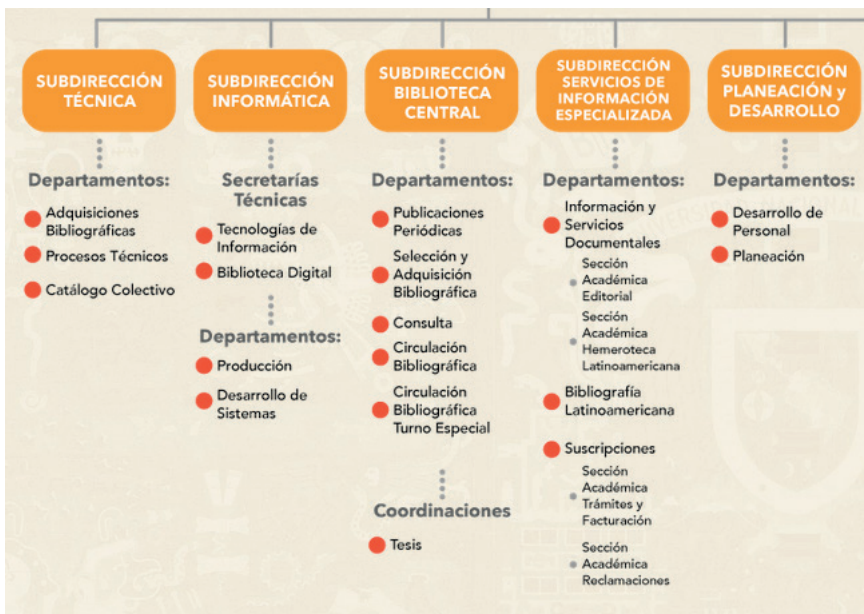 SUBDIRECCIÓN
TÉCNICA
Departamentos:
Adquisiciones
Bibliográficas
Procesos Técnicos
Catálogo Colectivo
SUBDIRECCIÓN
INFORMÁTICA
Secretarías
Técnicas
Tecnologías de
Información
Biblioteca Digital
Departamentos:
Producción
Desarrollo de
Sistemas
SUBDIRECCIÓN
BIBLIOTECA
CENTRAL
Departamentos:
Publicaciones
Periódicas
Selección y
Adquisición
Bibliográfica
Consulta
Circulación
Bibliográfica
Circulación
Bibliográfica
Turno Especial
Coordinaciones
Tesis
SUBDIRECCIÓN
SERVICIOS DE
INFORMACIÓN
ESPECIALIZADA
Departamentos:
Información y
Servicios
Documentales
Sección
Académica
Editorial
Sección
Académica
Hemeroteca
Latinoamericana
Bibliografía
Latinoamericana
Suscripciones
Sección
Académica
Trámites y
Facturación
Sección
Académica
Reclamaciones
SUBDIRECCIÓN
PLANEACIÓN y
DESARROLLO
Departamentos:
Desarrollo de
Personal
Planeación